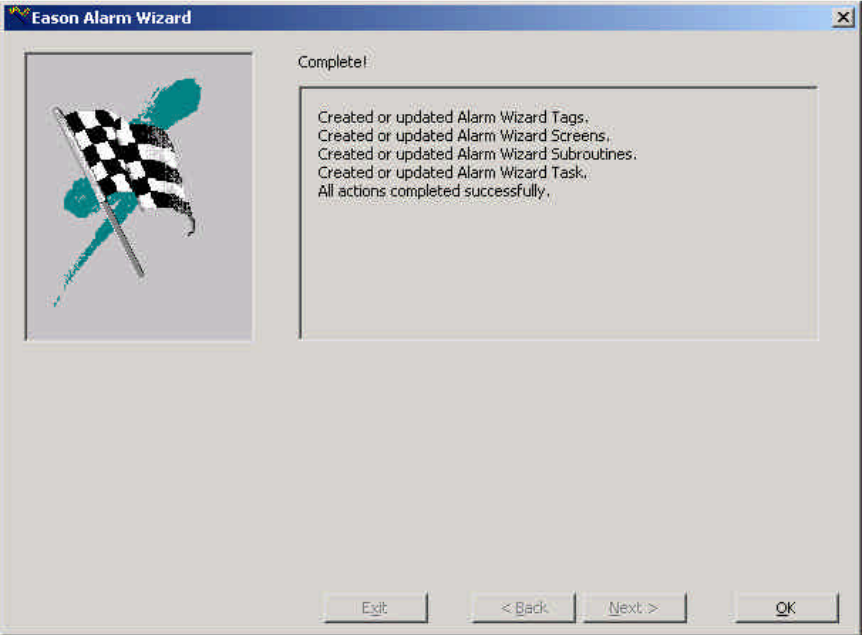 Eason Alarm Wizard
Complete!
Created or updated Alarm Wizard Tags.
Created or updated Alarm Wizard Screens.
Created or updated Alarm Wizard Subroutines.
Created or updated Alarm Wizard Task.
All actions completed successfully.
Exit
< Back
Next >
OK